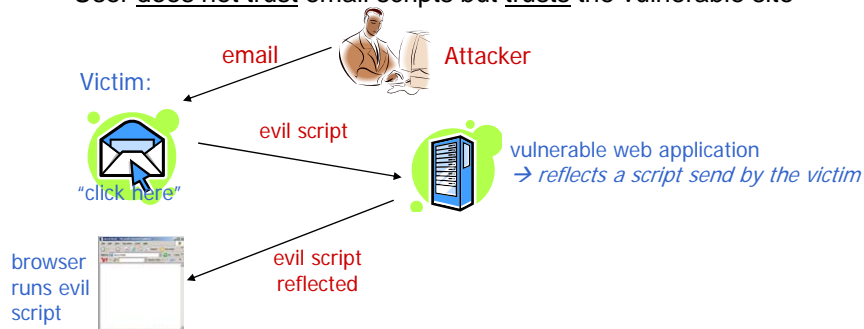 User does not trust email scripts but trusts the vulnerable site
email
Attacker
Victim:
evil script
vulnerable web application
→ reflects a script send by the victim
“click here”
evil script
reflected
browser
runs evil
script